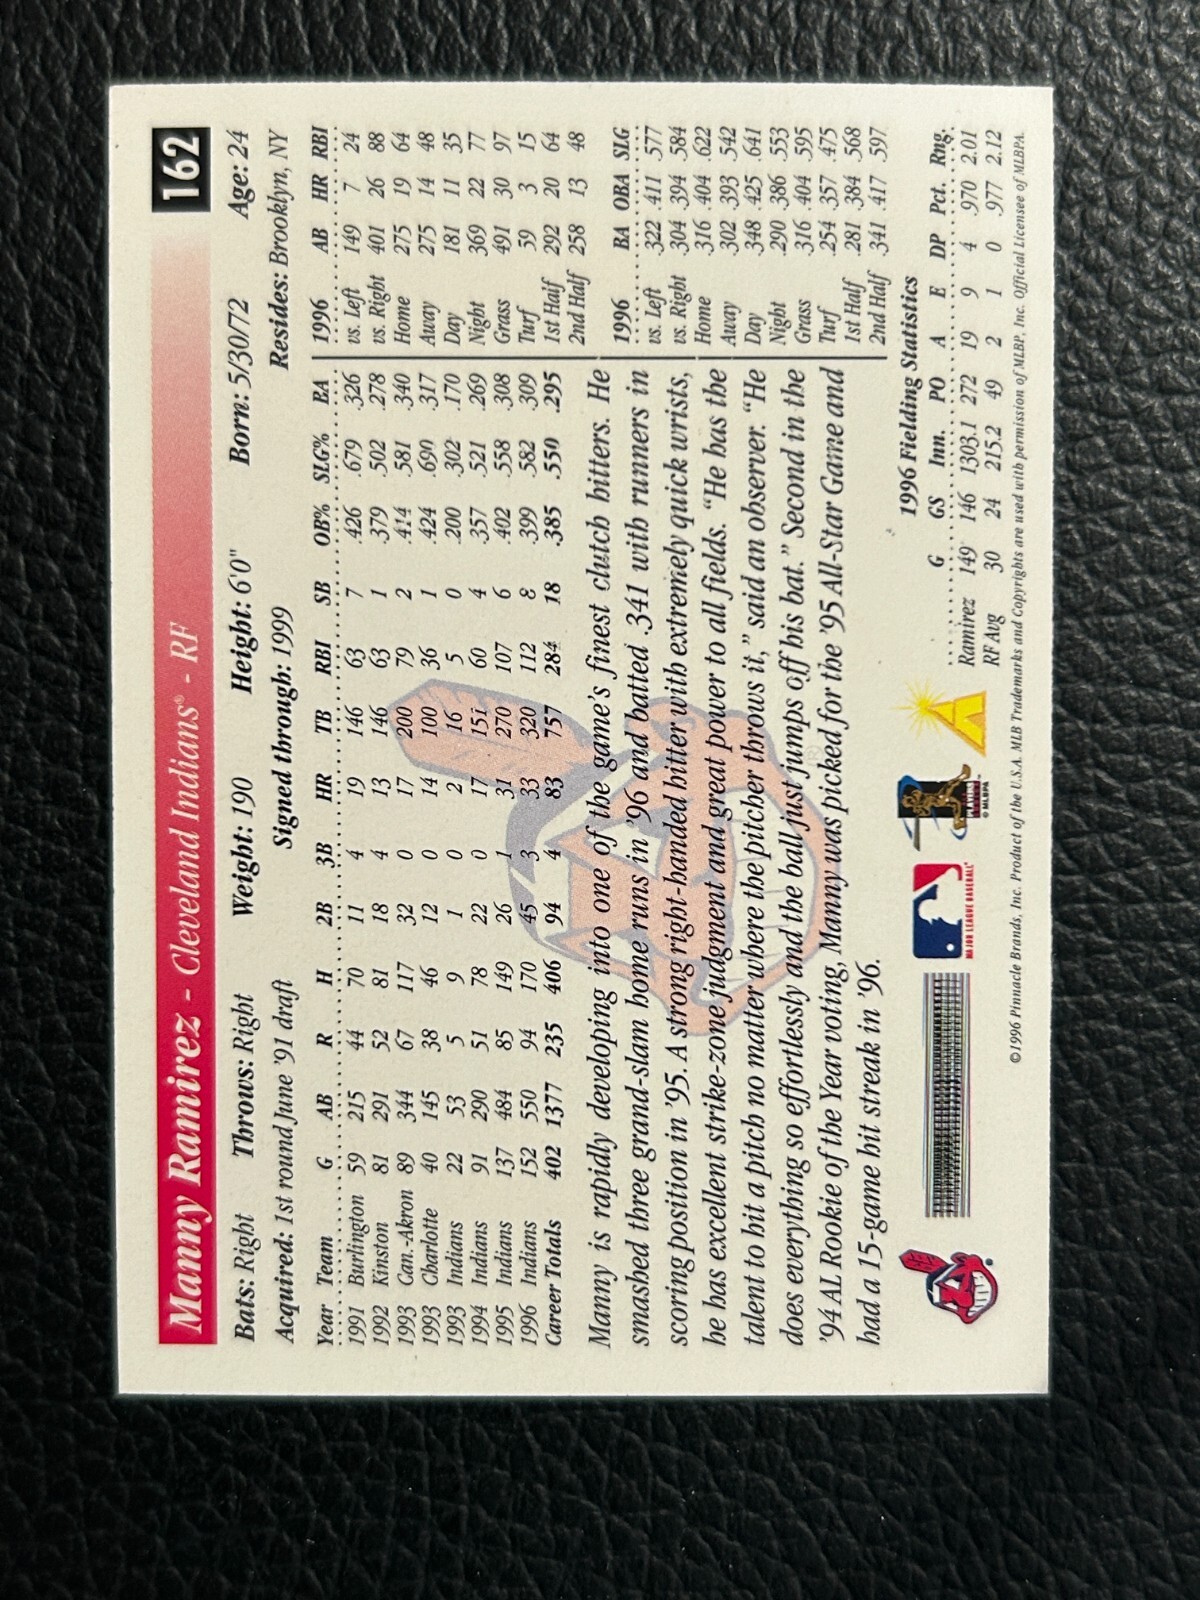 Manny Ramirez - Cleveland Indians® - RF 162
Bats: Right Throws: Right Weight: 190 Height: 6'0" Born: 5/30/72 Age: 24
Acquired: 1st round June '91 draft Signed through: 1999 Resides: Brooklyn, NY
Year Team G AB R H 2B 3B HR TB RBI SB OB% SLG% BA
1991 Burlington 59 215 44 70 11 4 19 146 63 7 .426 .679 .326
1992 Kinston 81 291 52 81 18 4 13 146 63 1 .379 .502 .278
1993 Can.-Akron 89 344 67 117 32 0 17 200 79 2 .414 .581 .340
1993 Charlotte 40 145 38 46 12 0 14 100 36 1 .424 .690 .317
1993 Indians 22 53 5 9 1 0 2 16 5 0 .200 .302 .170
1994 Indians 91 290 51 78 22 0 17 151 60 4 .357 .521 .269
1995 Indians 137 484 85 149 26 1 31 270 107 6 .402 .558 .308
1996 Indians 152 550 94 170 45 3 33 320 112 8 .399 .582 .309
Career Totals 402 1377 235 406 94 4 83 757 284 18 .385 .550 .295
1996 AB HR RBI
vs. Left 149 7 24
vs. Right 401 26 88
Home 275 19 64
Away 275 14 48
Day 181 11 35
Night 369 22 77
Grass 491 30 97
Turf 59 3 15
1st Half 292 20 64
2nd Half 258 13 48
Manny is rapidly developing into one of the game's finest clutch hitters. He
smashed three grand-slam home runs in '96 and batted .341 with runners in
scoring position in '95. A strong right-handed hitter with extremely quick wrists,
he has excellent strike-zone judgment and great power to all fields. "He has the
talent to hit a pitch no matter where the pitcher throws it," said an observer. "He
does everything so effortlessly and the ball just jumps off his bat." Second in the
'94 AL Rookie of the Year voting, Manny was picked for the '95 All-Star Game and
had a 15-game hit streak in '96.
1996 BA OBA SLG
vs. Left .322 .411 .577
vs. Right .304 .394 .584
Home .316 .404 .622
Away .302 .393 .542
Day .348 .425 .641
Night .290 .386 .553
Grass .316 .404 .595
Turf .254 .357 .475
1st Half .281 .384 .568
2nd Half .341 .417 .597
1996 Fielding Statistics
G GS Inn. PO A E DP Pct. Rng.
Ramirez 149 146 1303.1 272 19 9 4 .970 2.01
RF Avg 30 24 215.2 49 2 1 0 .977 2.12
MAJOR LEAGUE BASEBALL®
© MLBPA
©1996 Pinnacle Brands, Inc. Product of the U.S.A. MLB Trademarks and Copyrights are used with permission of MLBP, Inc. Official Licensee of MLBPA.